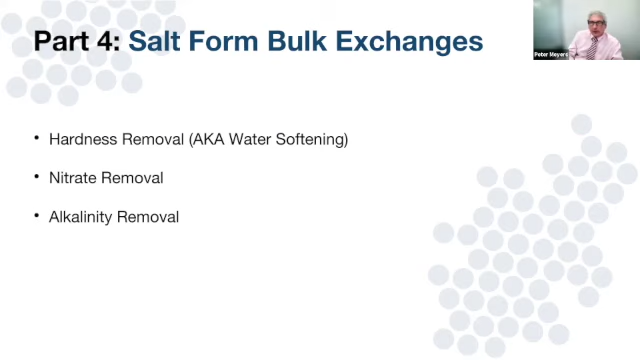 Part 4: Salt Form Bulk Exchanges
Peter Meyers
• Hardness Removal (AKA Water Softening)
• Nitrate Removal
• Alkalinity Removal